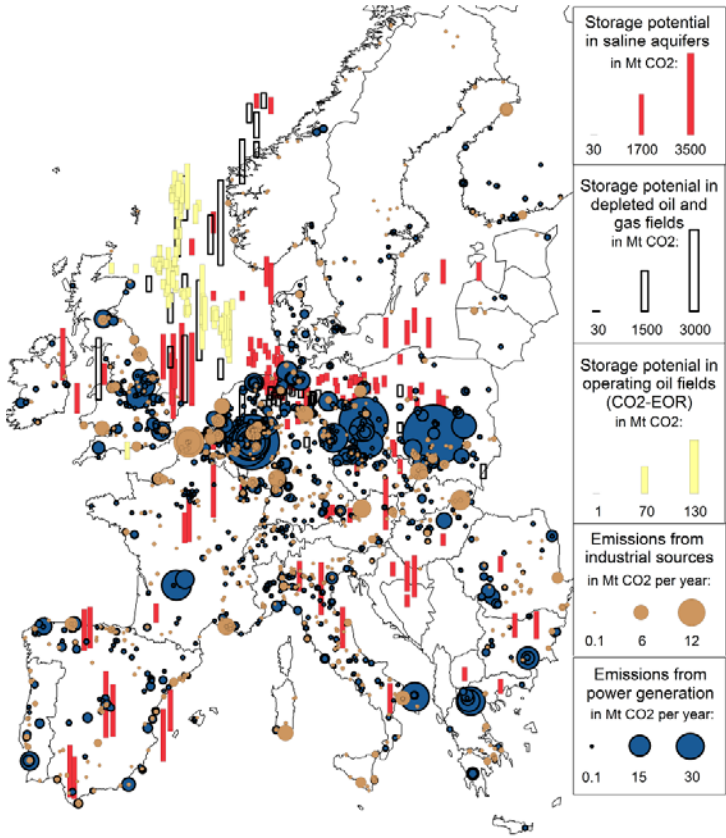 Storage potential
in saline aquifers
in Mt CO2:
30 1700 3500
Storage potenial in
depleted oil and
gas fields
in Mt CO2:
30 1500 3000
Storage potential in
operating oil fields
(CO2-EOR)
in Mt CO2:
1 70 130
Emissions from
industrial sources
in Mt CO2 per year:
0.1 6 12
Emissions from
power generation
in Mt CO2 per year:
0.1 15 30